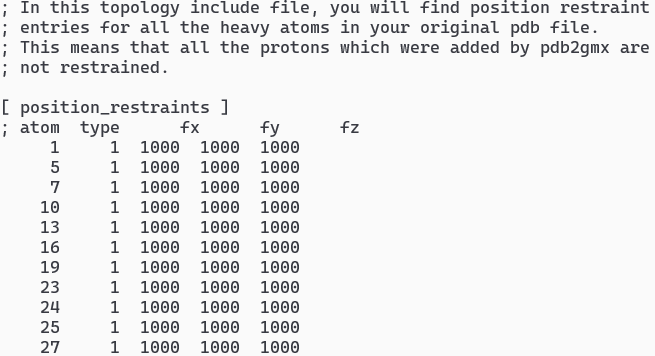 ; In this topology include file, you will find position restraint
; entries for all the heavy atoms in your original pdb file.
; This means that all the protons which were added by pdb2gmx are
; not restrained.

[ position_restraints ]
; atom  type      fx      fy      fz
     1     1  1000  1000  1000
     5     1  1000  1000  1000
     7     1  1000  1000  1000
    10     1  1000  1000  1000
    13     1  1000  1000  1000
    16     1  1000  1000  1000
    19     1  1000  1000  1000
    23     1  1000  1000  1000
    24     1  1000  1000  1000
    25     1  1000  1000  1000
    27     1  1000  1000  1000